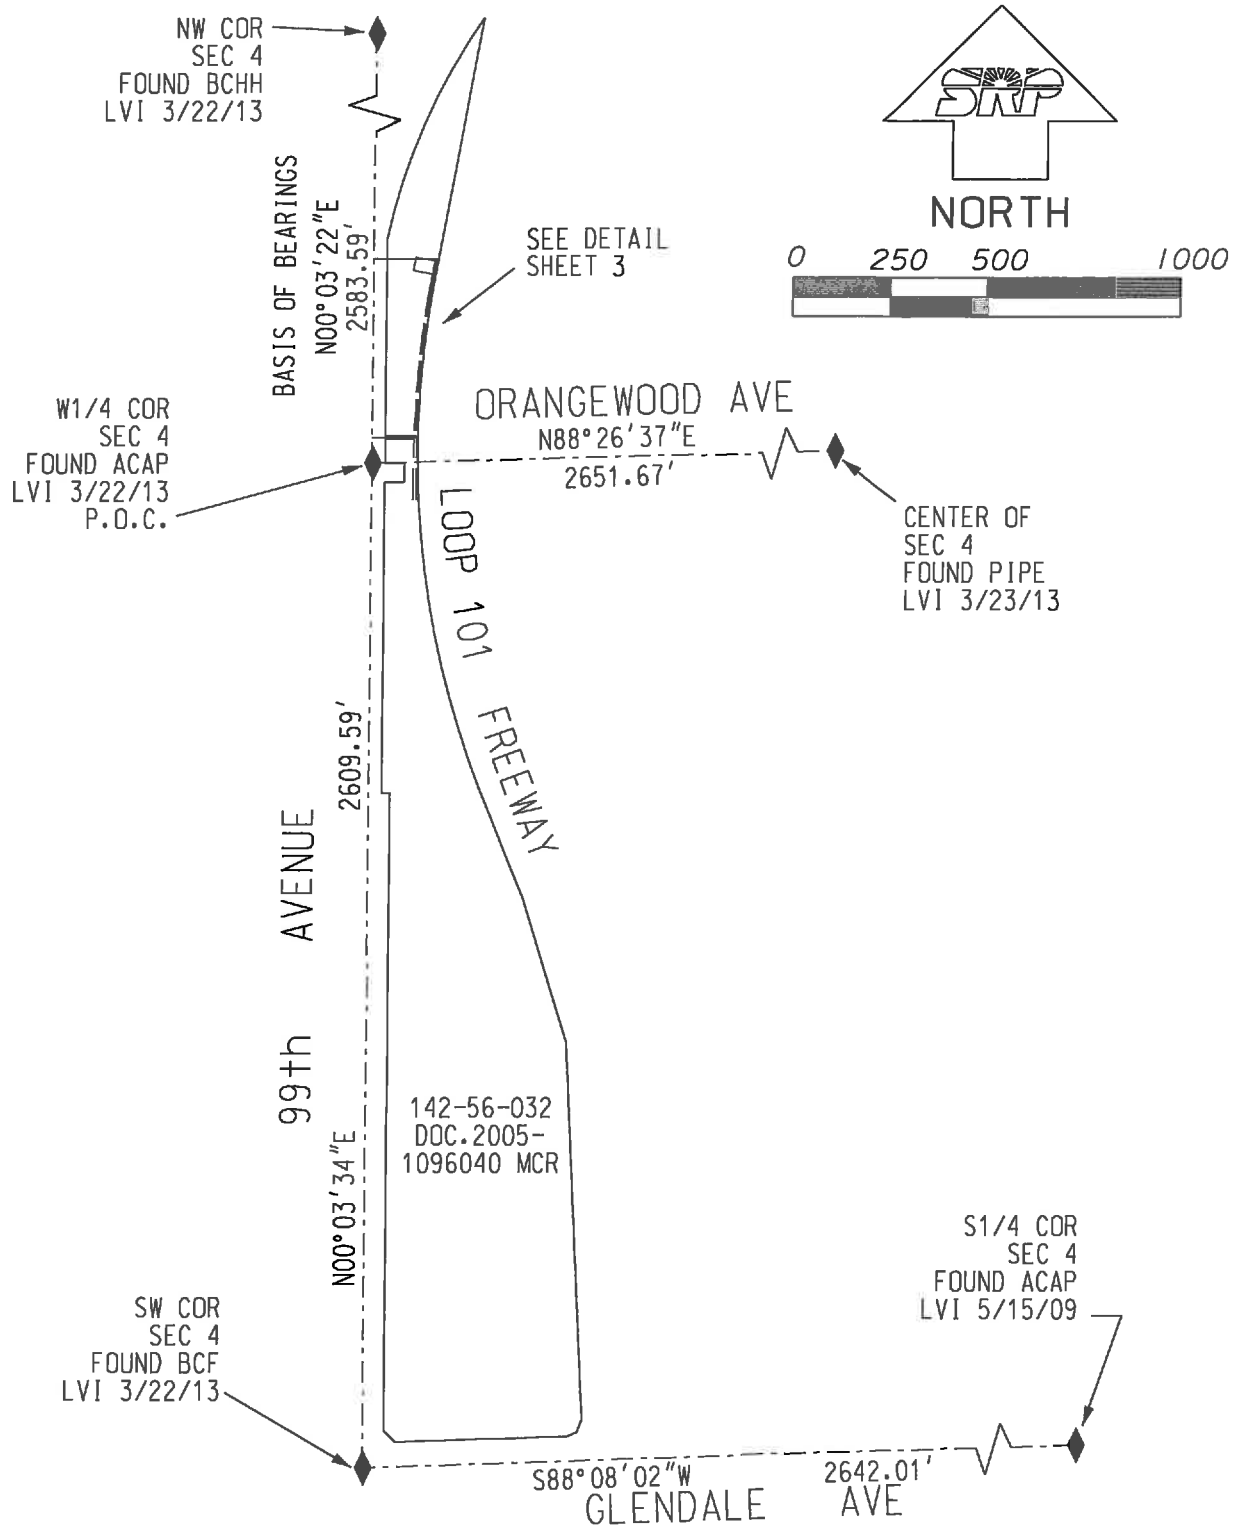 NW COR
SEC 4
FOUND BCHH
LVI 3/22/13
SRP
NORTH
0 250 500 1000
BASIS OF BEARINGS
N00°03'22"E
2583.59'
SEE DETAIL
SHEET 3
W1/4 COR
SEC 4
FOUND ACAP
LVI 3/22/13
P.O.C.
ORANGEWOOD AVE
N88°26'37"E
2651.67'
CENTER OF
SEC 4
FOUND PIPE
LVI 3/23/13
LOOP 101 FREEWAY
2609.59'
99th AVENUE
N00°03'34"E
142-56-032
DOC.2005-
1096040 MCR
S1/4 COR
SEC 4
FOUND ACAP
LVI 5/15/09
SW COR
SEC 4
FOUND BCF
LVI 3/22/13
S88°08'02"W 2642.01'
GLENDALE AVE